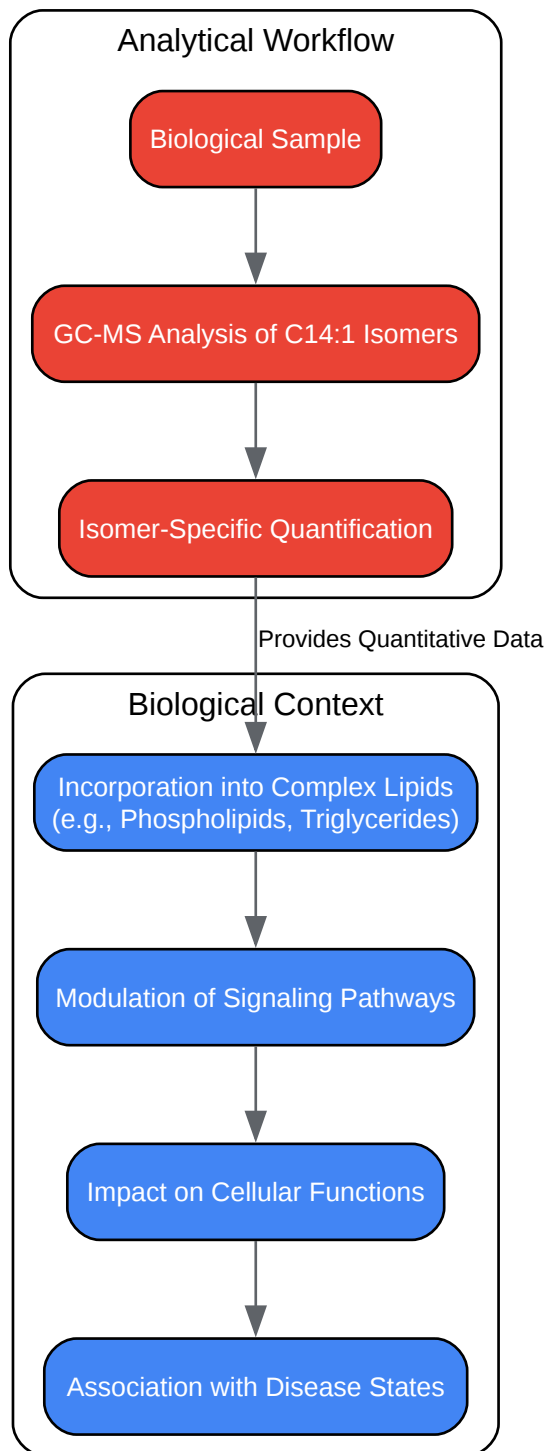 Analytical Workflow
Biological Sample
GC-MS Analysis of C14:1 Isomers
Isomer-Specific Quantification
Provides Quantitative Data
Biological Context
Incorporation into Complex Lipids
(e.g., Phospholipids, Triglycerides)
Modulation of Signaling Pathways
Impact on Cellular Functions
Association with Disease States